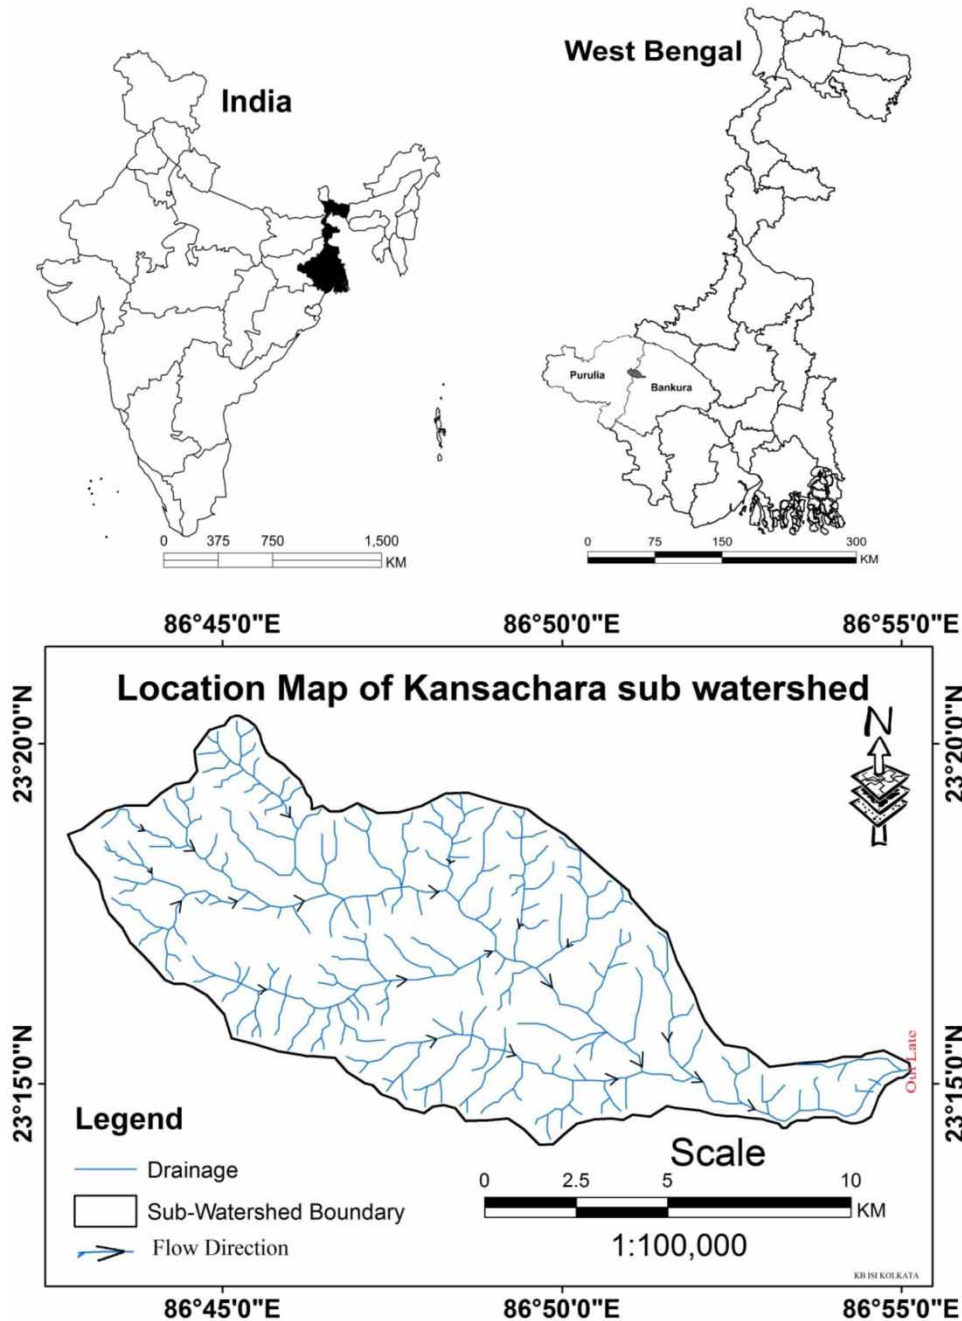 India
West Bengal
Purulia
Bankura
0 375 750 1,500
KM
0 75 150 300
KM
86°45'0"E 86°50'0"E 86°55'0"E
Location Map of Kansachara sub watershed
N
23°20'0"N
23°20'0"N
23°15'0"N
23°15'0"N
Out Late
Legend
Drainage
Sub-Watershed Boundary
Flow Direction
Scale
0 2.5 5 10
KM
1:100,000
KB ISI KOLKATA
86°45'0"E 86°50'0"E 86°55'0"E